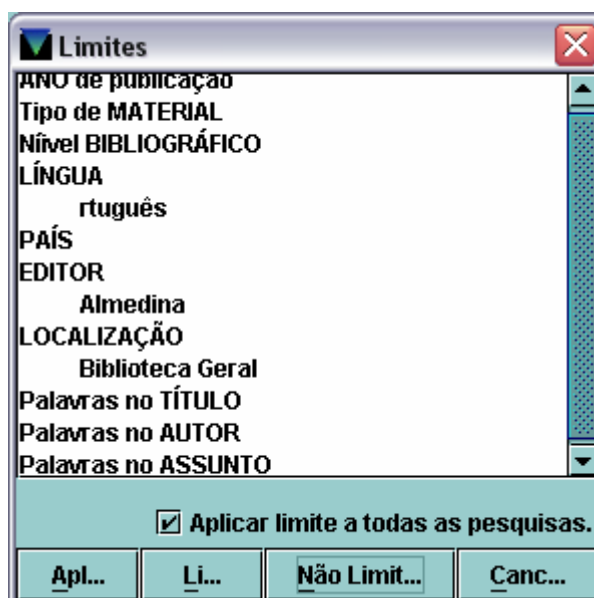 Limites
ANO de publicação
Tipo de MATERIAL
Niível BIBLIOGRÁFICO
LÍNGUA
rtuguês
PAÍS
EDITOR
Almedina
LOCALIZAÇÃO
Biblioteca Geral
Palavras no TÍTULO
Palavras no AUTOR
Palavras no ASSUNTO
Aplicar limite a todas as pesquisas.
Apl... Li... Não Limit... Canc...